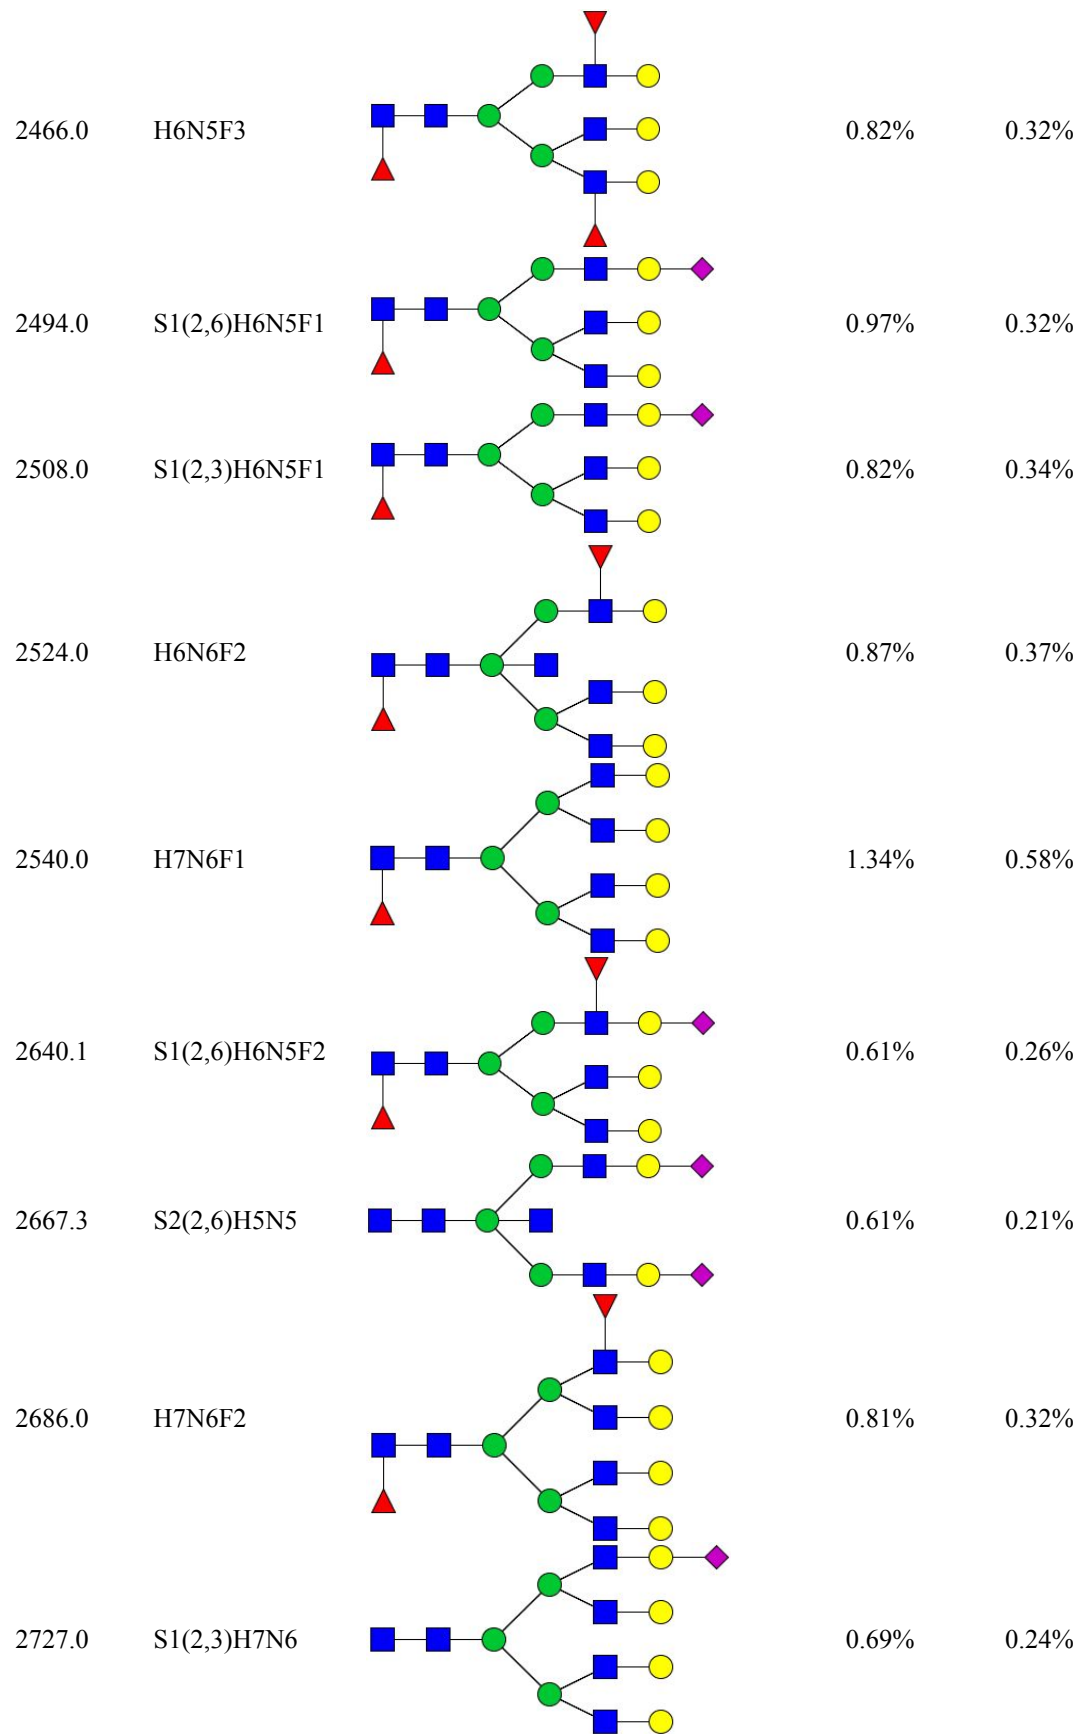 2466.0 H6N5F3 0.82% 0.32%
2494.0 S1(2,6)H6N5F1 0.97% 0.32%
2508.0 S1(2,3)H6N5F1 0.82% 0.34%
2524.0 H6N6F2 0.87% 0.37%
2540.0 H7N6F1 1.34% 0.58%
2640.1 S1(2,6)H6N5F2 0.61% 0.26%
2667.3 S2(2,6)H5N5 0.61% 0.21%
2686.0 H7N6F2 0.81% 0.32%
2727.0 S1(2,3)H7N6 0.69% 0.24%